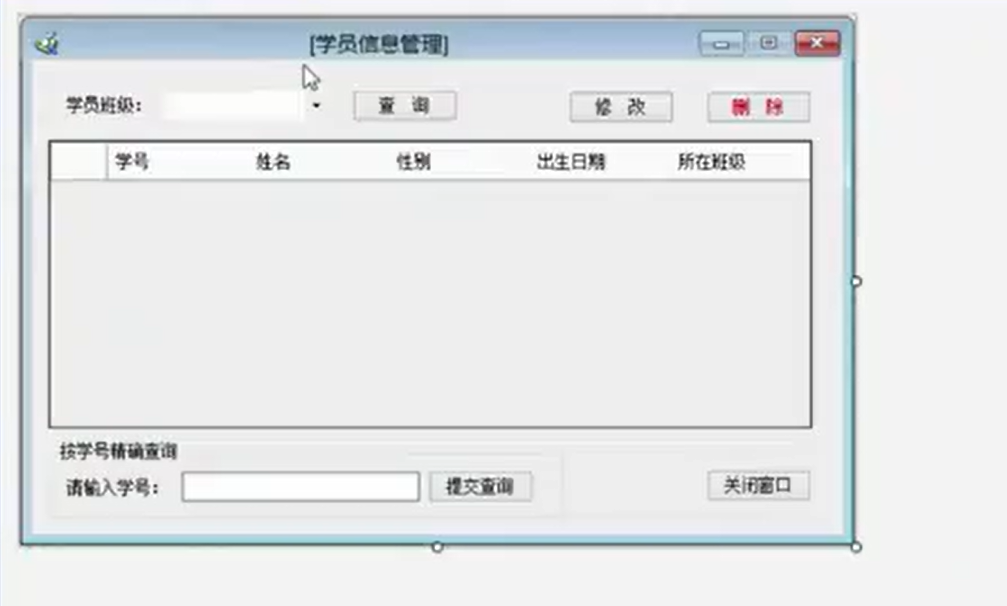 [学员信息管理]
学员班级： 查 询 修 改 删 除
学号 姓名 性别 出生日期 所在班级
按学号精确查询
请输入学号： 提交查询 关闭窗口